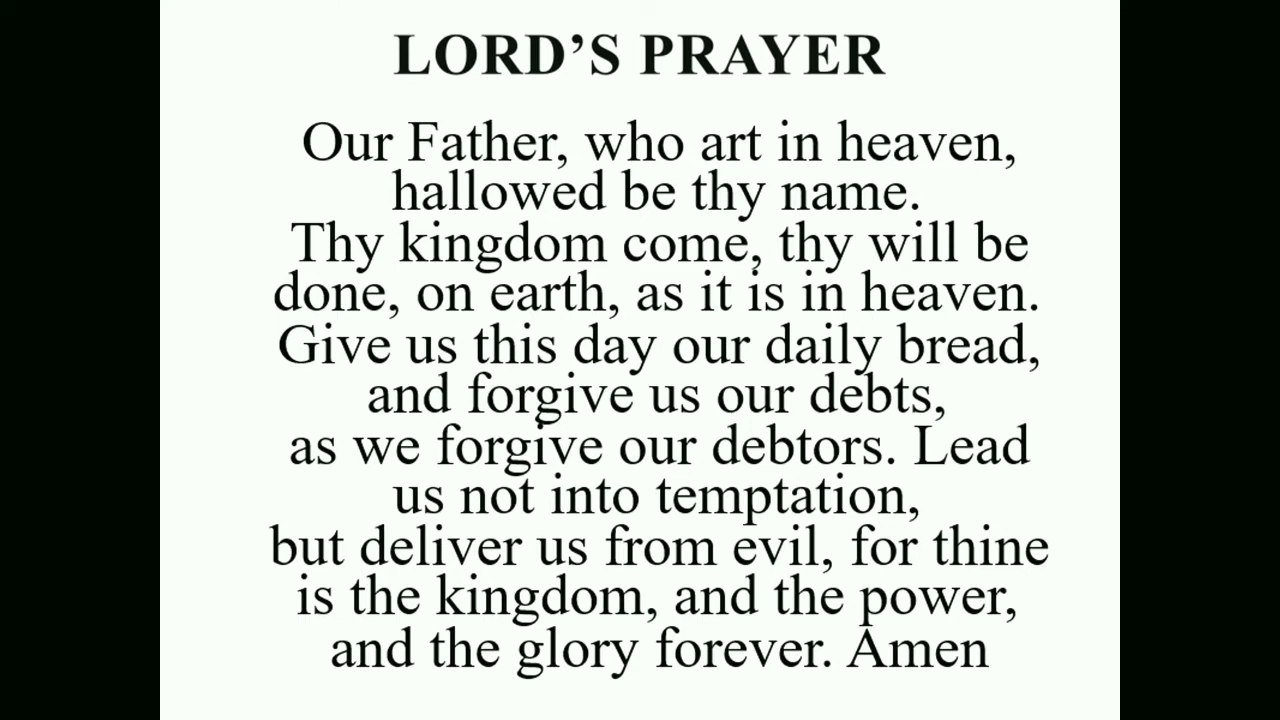 LORD’S PRAYER
Our Father, who art in heaven,
hallowed be thy name.
Thy kingdom come, thy will be
done, on earth, as it is in heaven.
Give us this day our daily bread,
and forgive us our debts,
as we forgive our debtors. Lead
us not into temptation,
but deliver us from evil, for thine
is the kingdom, and the power,
and the glory forever. Amen